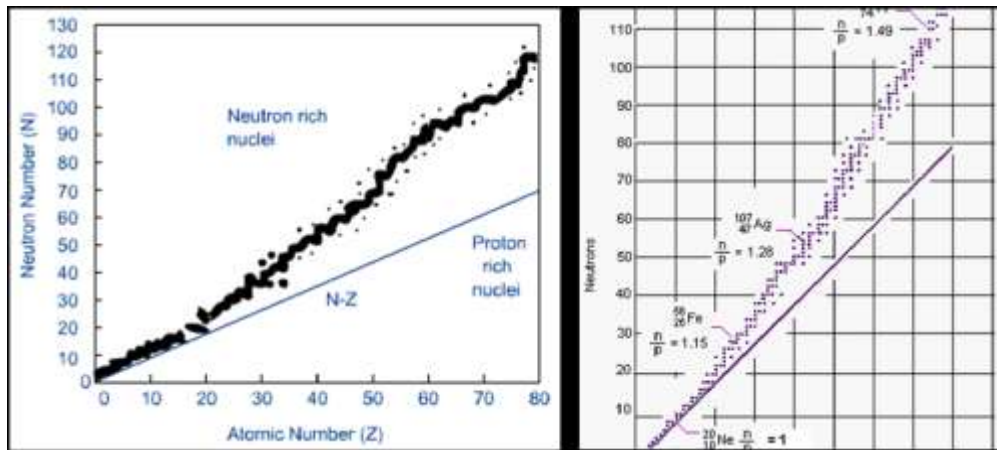 130
120
110
100
90
80
70
60
50
40
30
20
10
0
Neutron Number (N)
Neutron rich
nuclei
Proton
rich
nuclei
N-Z
0 10 20 30 40 50 60 70 80
Atomic Number (Z)
110
100
90
80
70
60
50
40
30
20
10
Neutrons
74
n/p = 1.49
107 47 Ag
n/p = 1.28
56 26 Fe
n/p = 1.15
20 10 Ne n/p = 1